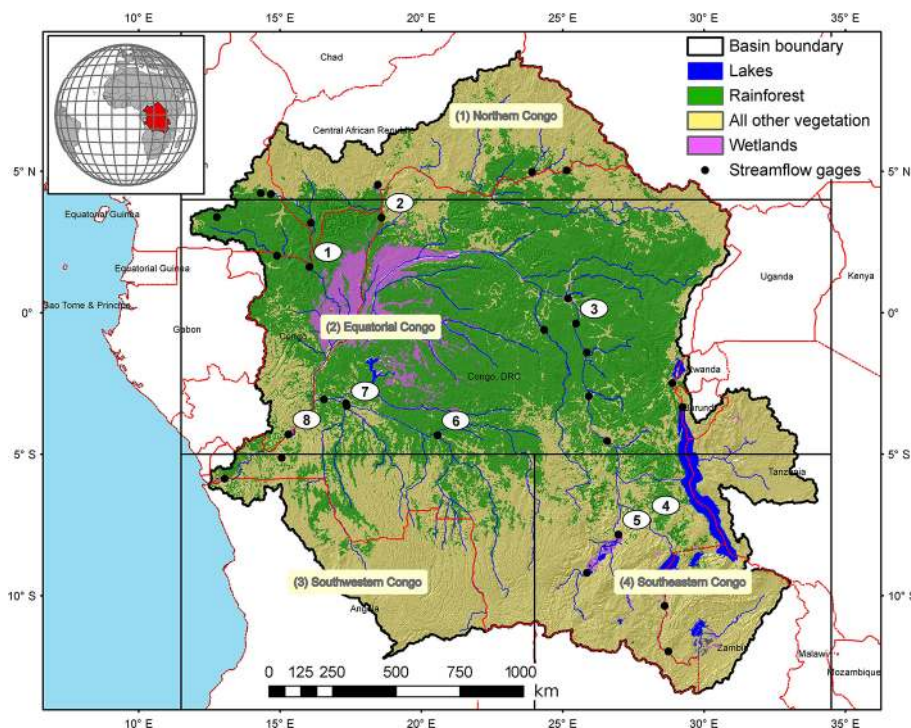 10° E 15° E 20° E 25° E 30° E 35° E
Chad
Central African Republic
(1) Northern Congo
Basin boundary
Lakes
Rainforest
All other vegetation
Wetlands
Streamflow gages
5° N 5° N
Equatorial Guinea
2
1
Equatorial Guinea
Uganda
Kenya
Sao Tome & Principe
3
0° 0°
Gabon
(2) Equatorial Congo
Congo
Congo, DRC
Rwanda
7
Burundi
8
6
5° S 5° S
Tanzania
4
5
(3) Southwestern Congo
(4) Southeastern Congo
10° S 10° S
Angola
Zambia
Malawi
Mozambique
0 125 250 500 750 1000
km
10° E 15° E 20° E 25° E 30° E 35° E